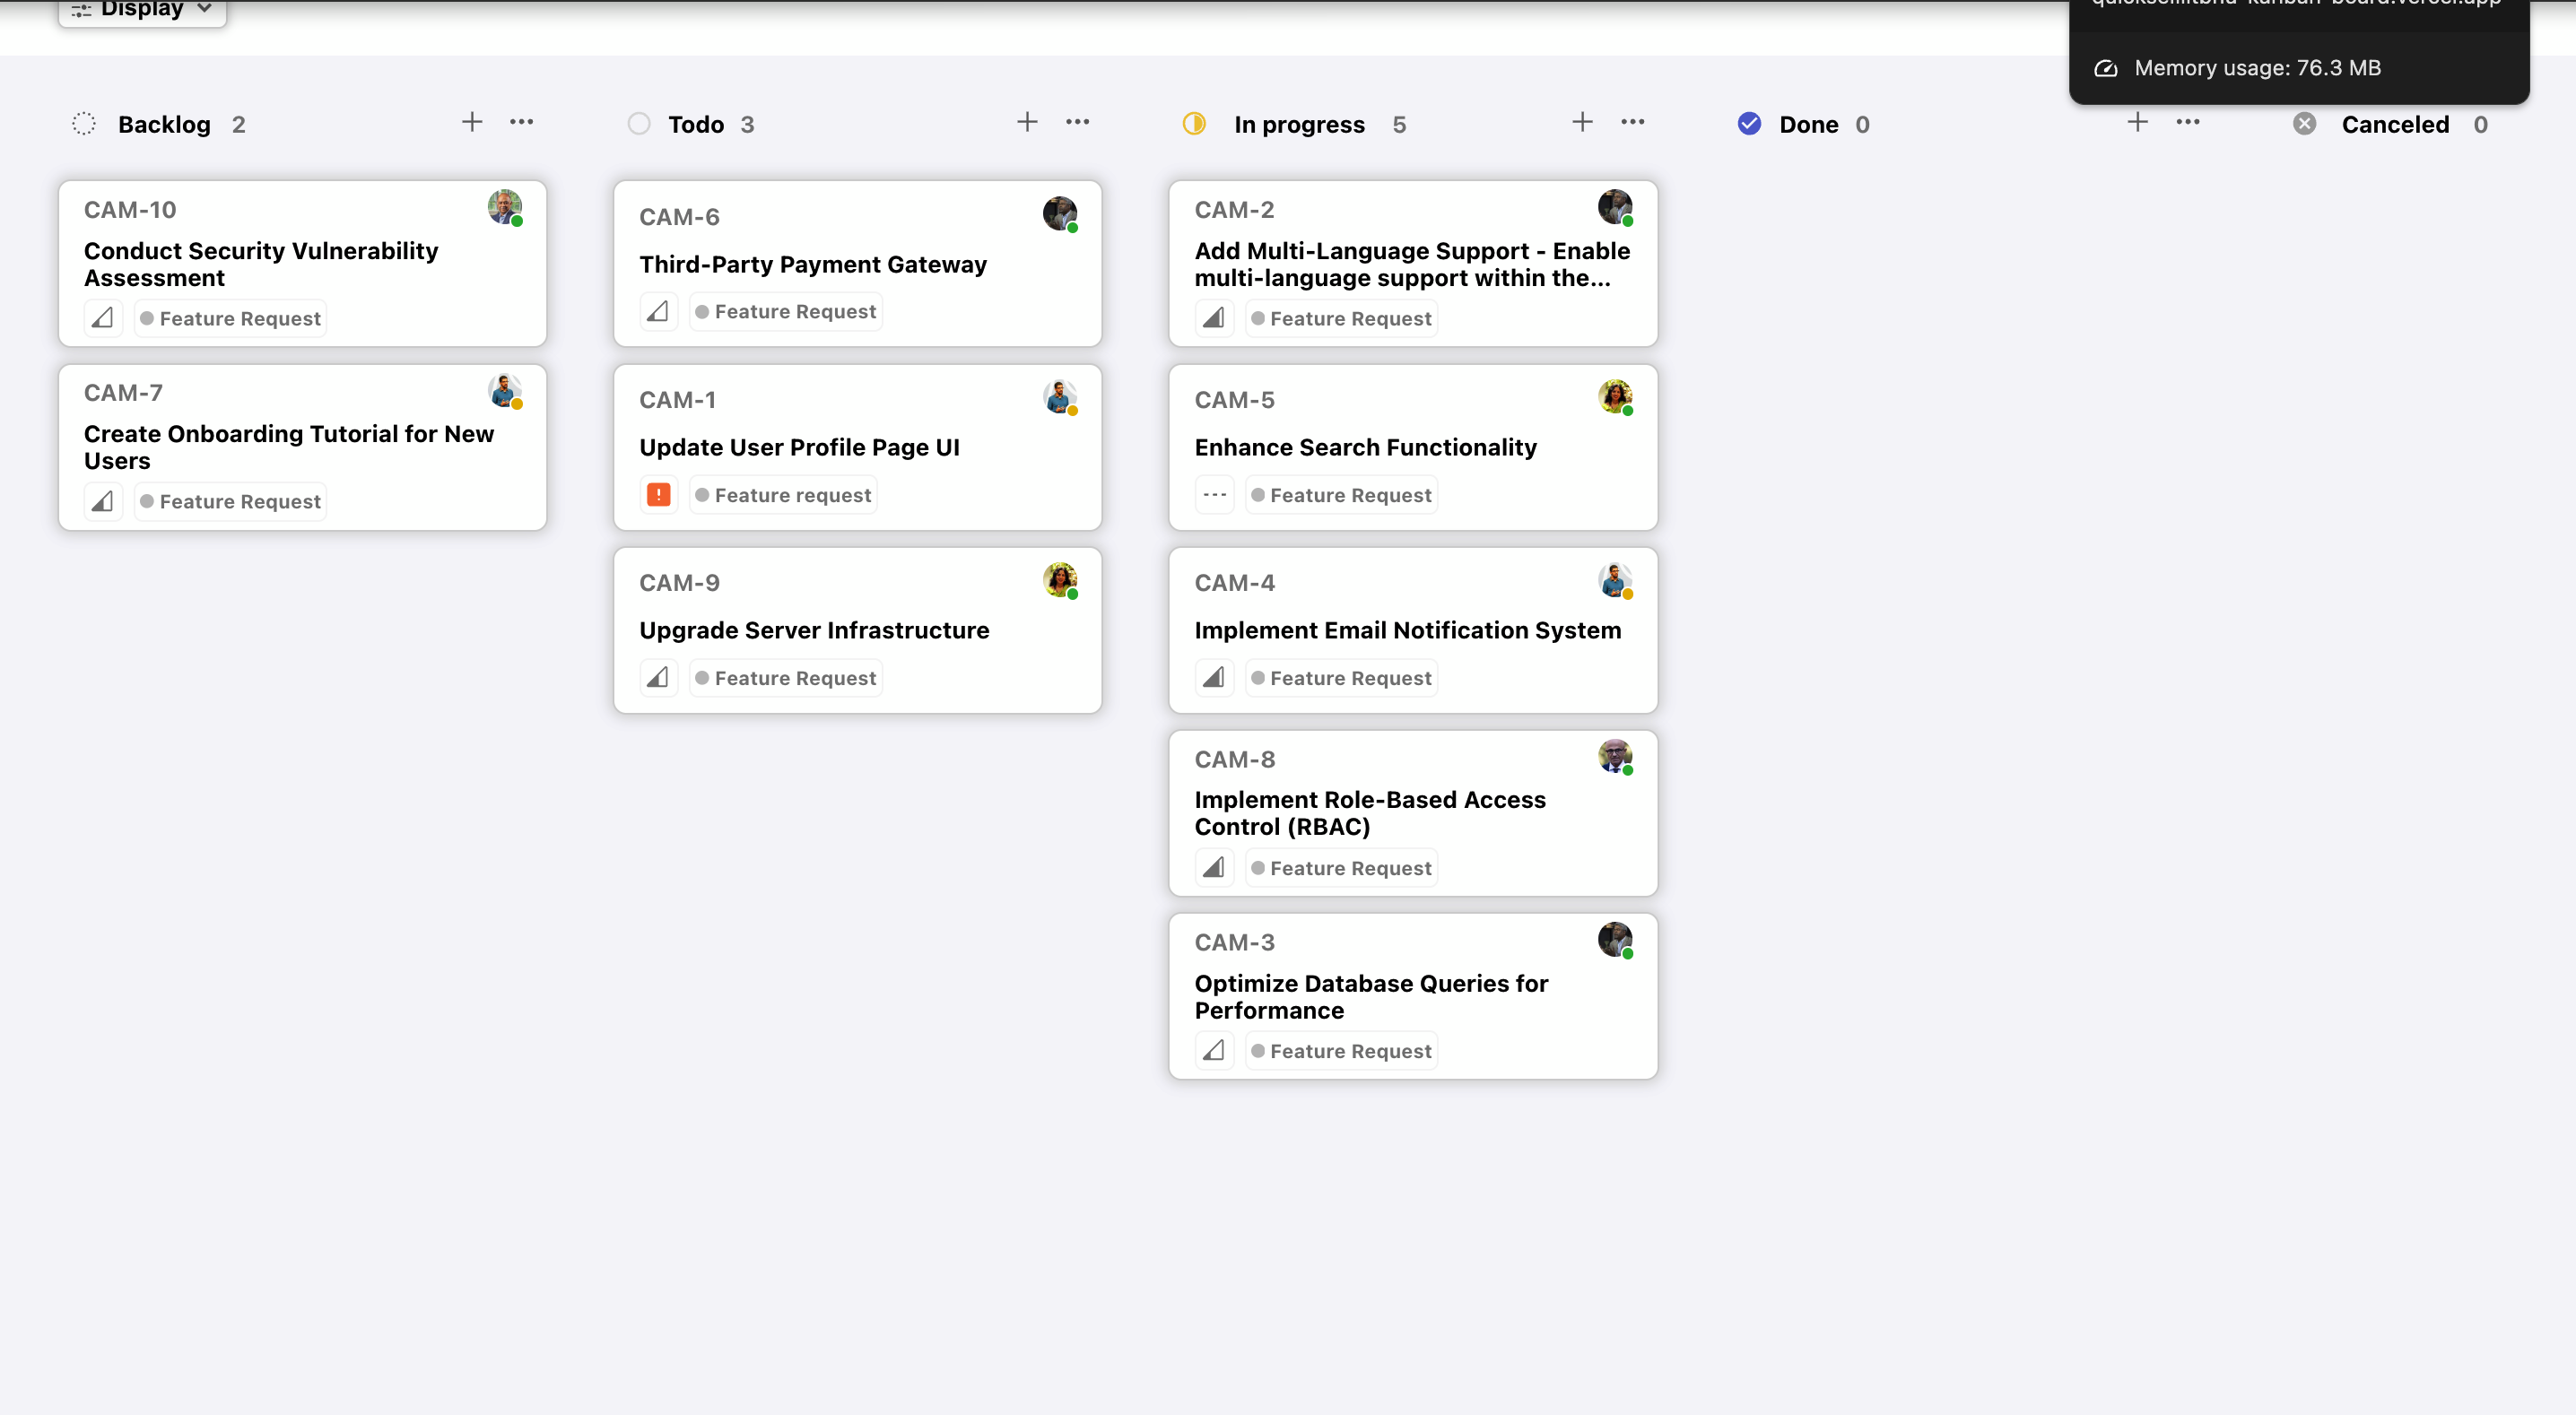 Display
Memory usage: 76.3 MB
Backlog 2
CAM-10
Conduct Security Vulnerability
Assessment
Feature Request
CAM-7
Create Onboarding Tutorial for New
Users
Feature Request
Todo 3
CAM-6
Third-Party Payment Gateway
Feature Request
CAM-1
Update User Profile Page UI
Feature request
CAM-9
Upgrade Server Infrastructure
Feature Request
In progress 5
CAM-2
Add Multi-Language Support - Enable
multi-language support within the...
Feature Request
CAM-5
Enhance Search Functionality
Feature Request
CAM-4
Implement Email Notification System
Feature Request
CAM-8
Implement Role-Based Access
Control (RBAC)
Feature Request
CAM-3
Optimize Database Queries for
Performance
Feature Request
Done 0
Canceled 0